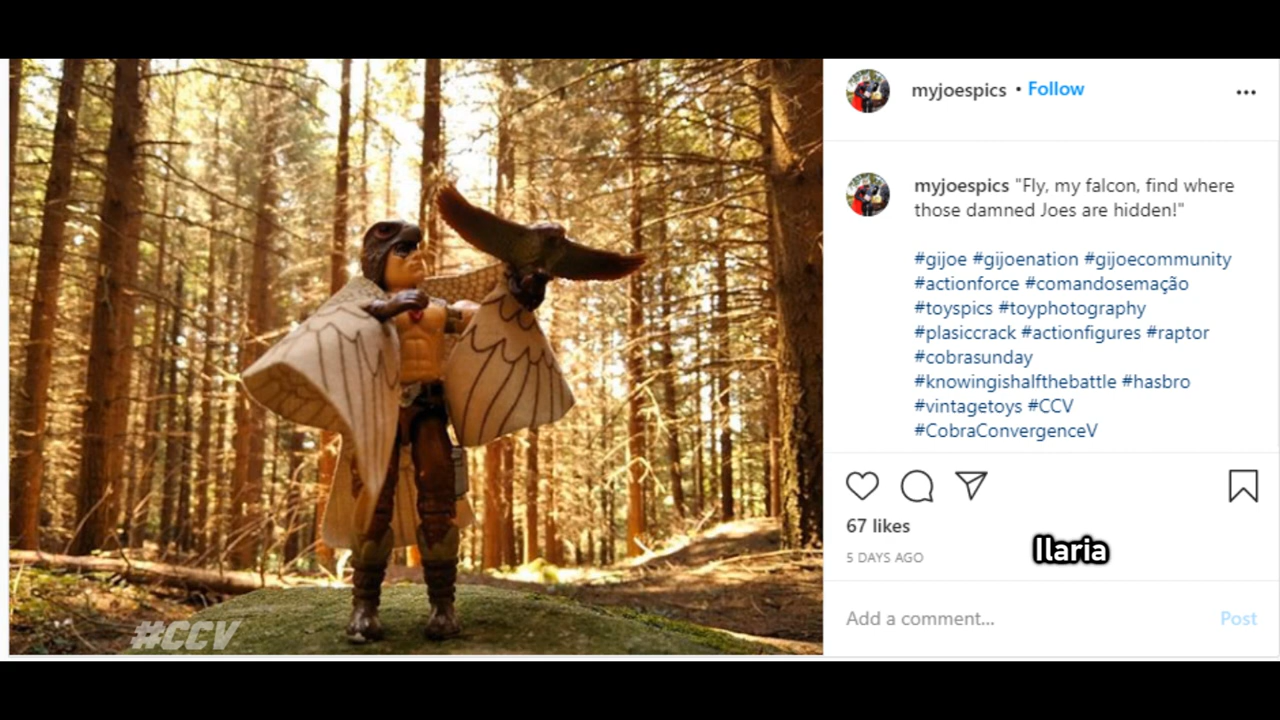 myjoespics • Follow
myjoespics "Fly, my falcon, find where
those damned Joes are hidden!"
#gijoe #gijoenation #gijoecommunity
#actionforce #comandosemação
#toyspics #toyphotography
#plasiccrack #actionfigures #raptor
#cobrasunday
#knowingishalfthebattle #hasbro
#vintagetoys #CCV
#CobraConvergenceV
67 likes
5 DAYS AGO
Ilaria
Add a comment... Post
#CCV